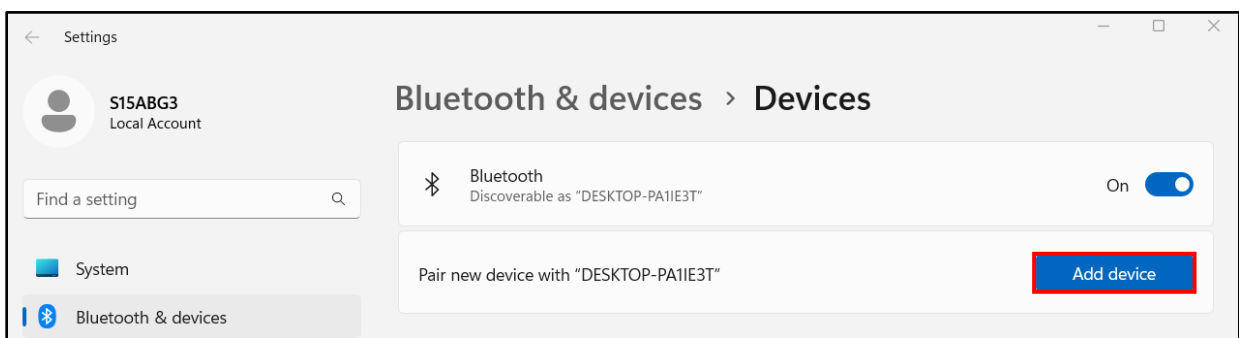 Settings
S15ABG3
Local Account
Find a setting
System
Bluetooth & devices
Bluetooth & devices > Devices
Bluetooth
Discoverable as "DESKTOP-PA1IE3T"
On
Pair new device with "DESKTOP-PA1IE3T"
Add device